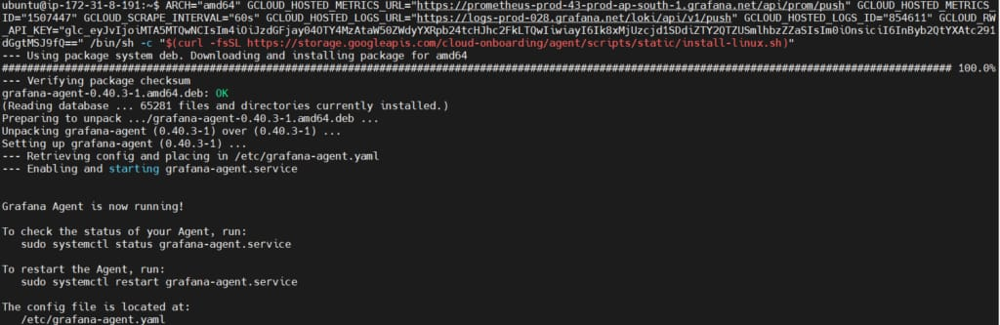 ubuntu@ip-172-31-8-191:~$ ARCH="amd64" GCLOUD_HOSTED_METRICS_URL="https://prometheus-prod-43-prod-ap-south-1.grafana.net/api/prom/push" GCLOUD_HOSTED_METRICS_
ID="1507447" GCLOUD_SCRAPE_INTERVAL="60s" GCLOUD_HOSTED_LOGS_URL="https://logs-prod-028.grafana.net/loki/api/v1/push" GCLOUD_HOSTED_LOGS_ID="854611" GCLOUD_RW
_API_KEY="
" /bin/sh -c "$(curl -fsSL https://storage.googleapis.com/cloud-onboarding/agent/scripts/static/install-linux.sh)"
--- Using package system deb. Downloading and installing package for amd64
100.0%
--- Verifying package checksum
grafana-agent-0.40.3-1.amd64.deb: OK
(Reading database ... 65281 files and directories currently installed.)
Preparing to unpack .../grafana-agent-0.40.3-1.amd64.deb ...
Unpacking grafana-agent (0.40.3-1) over (0.40.3-1) ...
Setting up grafana-agent (0.40.3-1) ...
--- Retrieving config and placing in /etc/grafana-agent.yaml
--- Enabling and starting grafana-agent.service
Grafana Agent is now running!
To check the status of your Agent, run:
sudo systemctl status grafana-agent.service
To restart the Agent, run:
sudo systemctl restart grafana-agent.service
The config file is located at:
/etc/grafana-agent.yaml